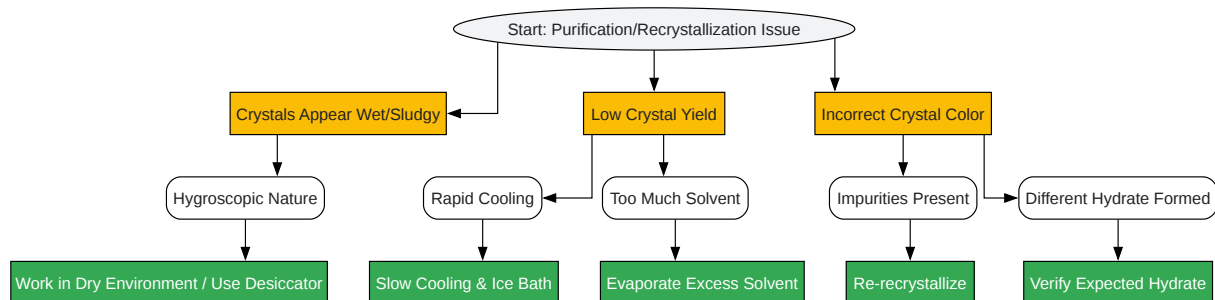 Start: Purification/Recrystallization Issue
Crystals Appear Wet/Sludgy
Low Crystal Yield
Incorrect Crystal Color
Hygroscopic Nature
Rapid Cooling
Too Much Solvent
Impurities Present
Different Hydrate Formed
Work in Dry Environment / Use Desiccator
Slow Cooling & Ice Bath
Evaporate Excess Solvent
Re-recrystallize
Verify Expected Hydrate